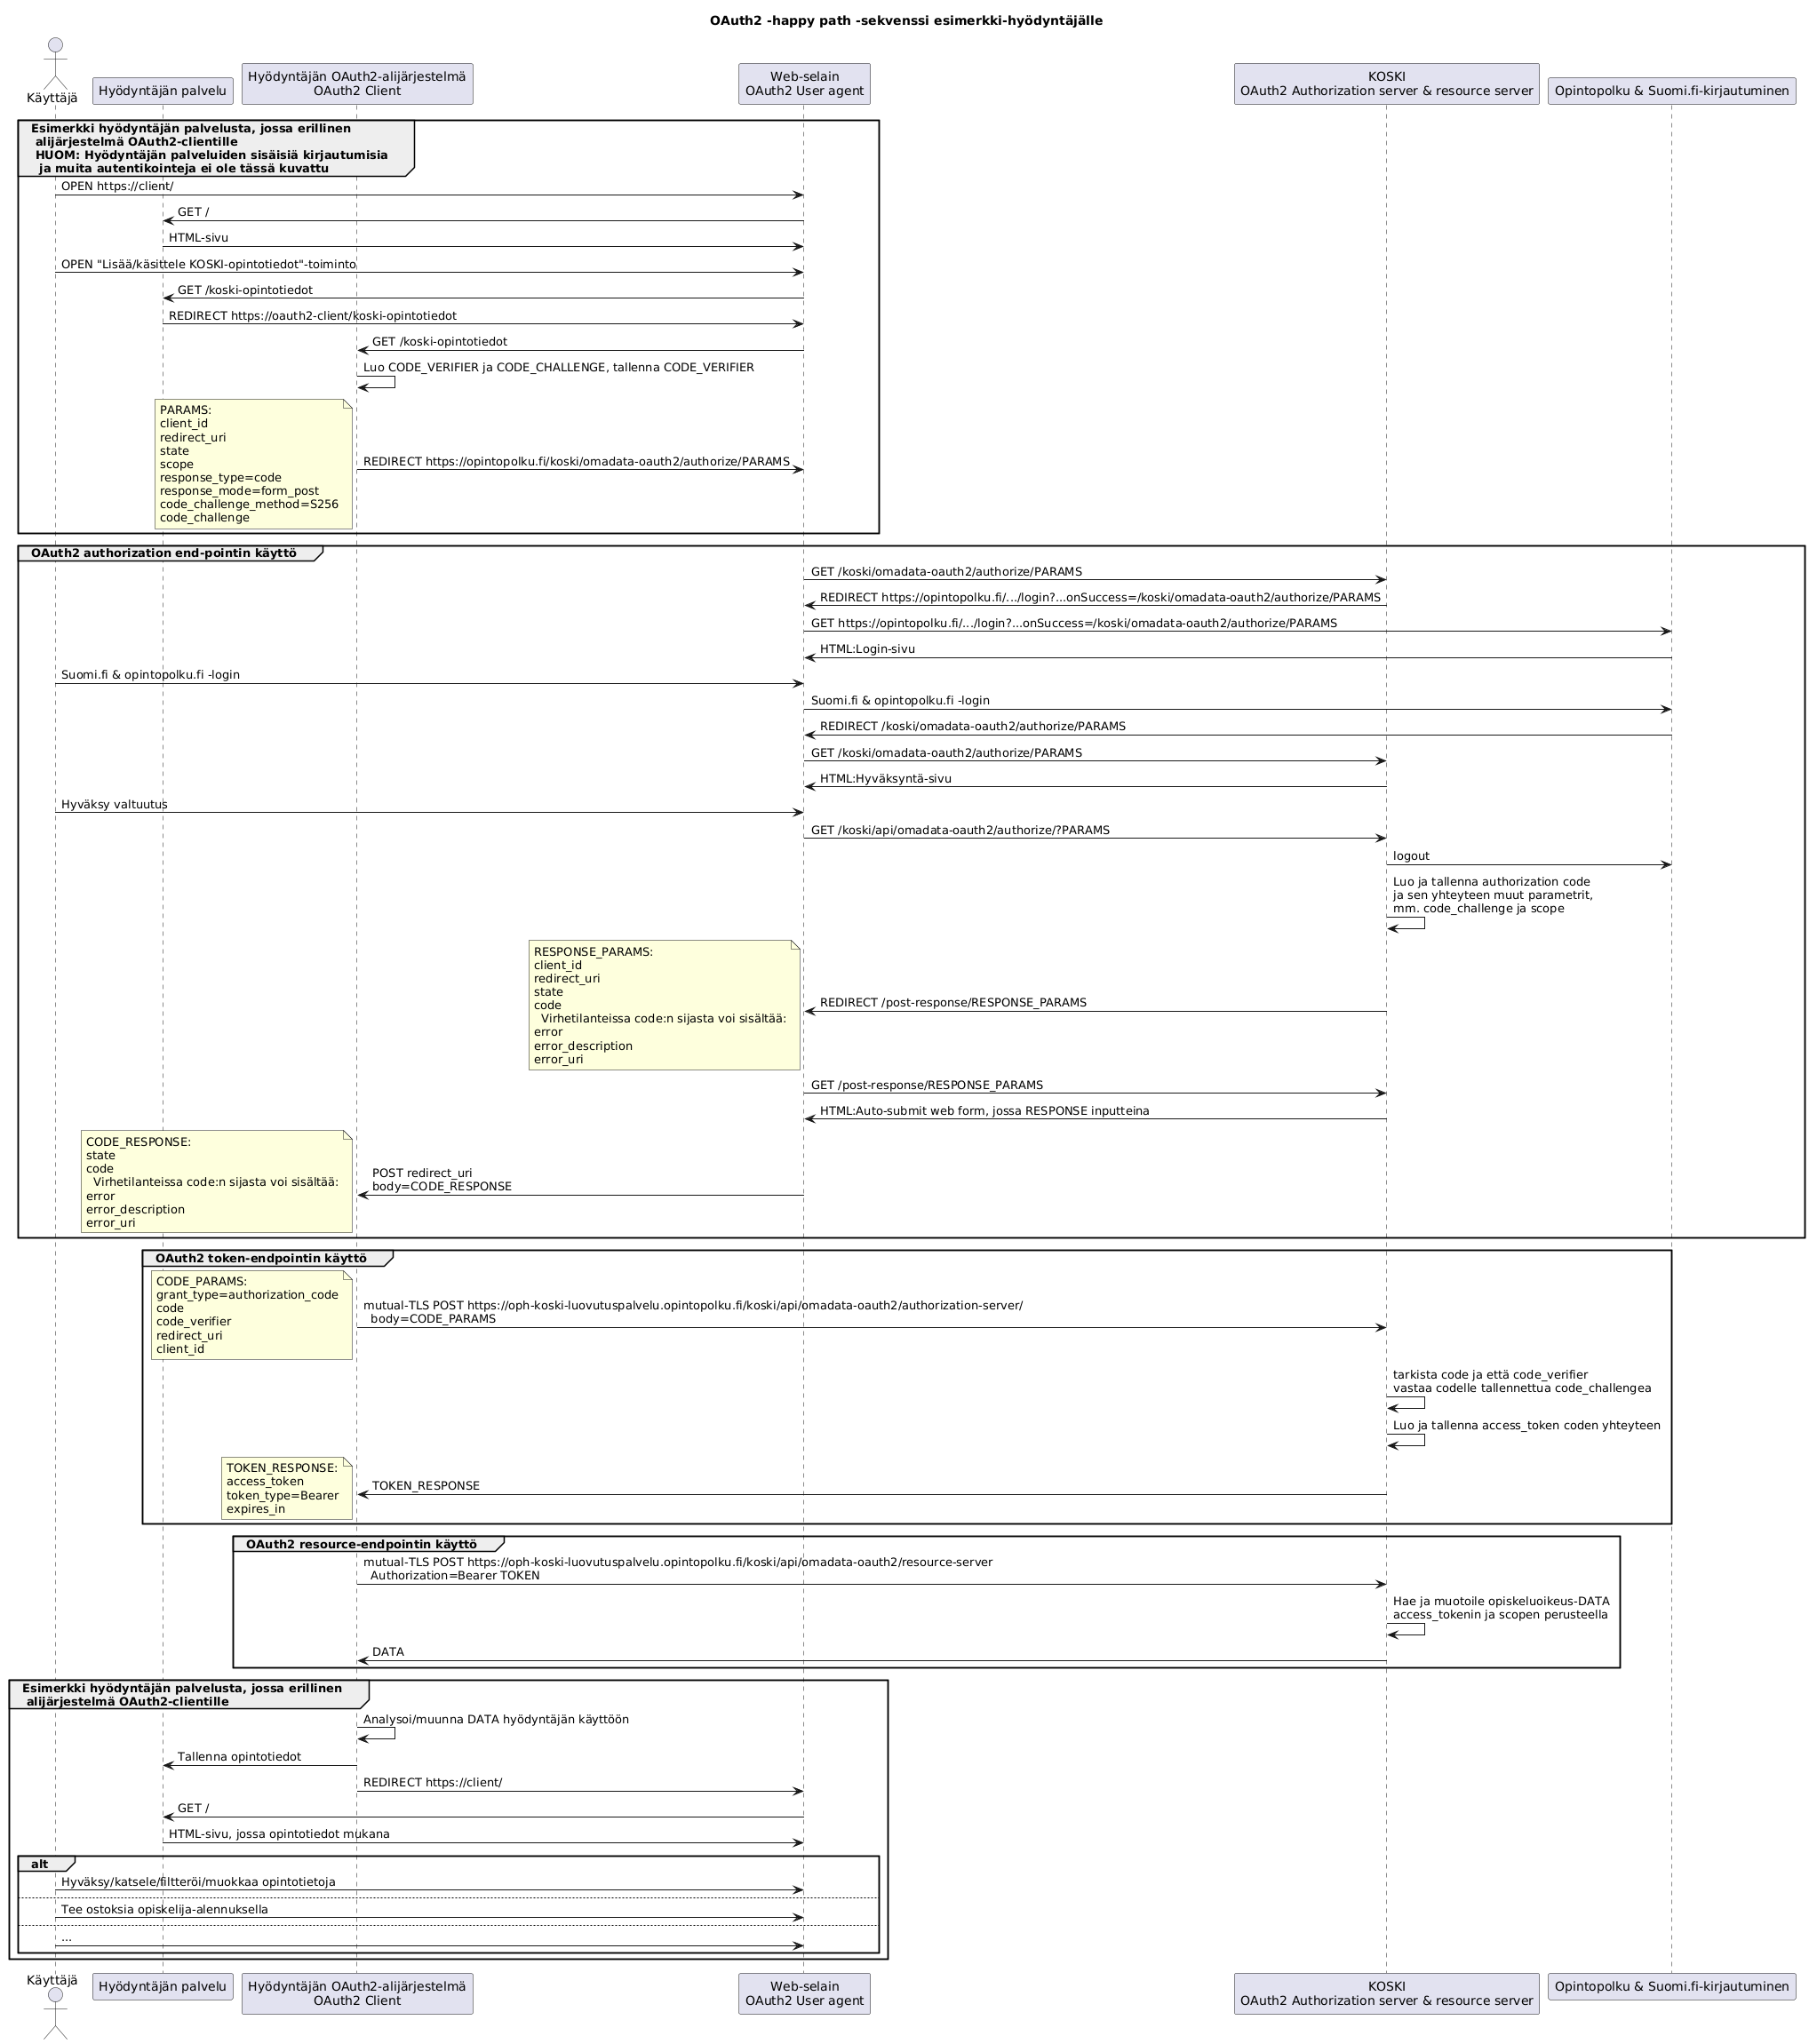 OAuth2 -happy path -sekvenssi esimerkki-hyödyntäjälle
Käyttäjä
Hyödyntäjän palvelu
Hyödyntäjän OAuth2-alijärjestelmä
OAuth2 Client
Web-selain
OAuth2 User agent
KOSKI
OAuth2 Authorization server & resource server
Opintopolku & Suomi.fi-kirjautuminen
Esimerkki hyödyntäjän palvelusta, jossa erillinen
alijärjestelmä OAuth2-clientille
HUOM: Hyödyntäjän palveluiden sisäisiä kirjautumisia
ja muita autentikointeja ei ole tässä kuvattu
OPEN https://client/
GET /
HTML-sivu
OPEN "Lisää/käsittele KOSKI-opintotiedot"-toiminto
GET /koski-opintotiedot
REDIRECT https://oauth2-client/koski-opintotiedot
GET /koski-opintotiedot
Luo CODE_VERIFIER ja CODE_CHALLENGE, tallenna CODE_VERIFIER
PARAMS:
client_id
redirect_uri
state
scope
response_type=code
response_mode=form_post
code_challenge_method=S256
code_challenge
REDIRECT https://opintopolku.fi/koski/omadata-oauth2/authorize/PARAMS
OAuth2 authorization end-pointin käyttö
GET /koski/omadata-oauth2/authorize/PARAMS
REDIRECT https://opintopolku.fi/.../login?...onSuccess=/koski/omadata-oauth2/authorize/PARAMS
GET https://opintopolku.fi/.../login?...onSuccess=/koski/omadata-oauth2/authorize/PARAMS
HTML:Login-sivu
Suomi.fi & opintopolku.fi -login
Suomi.fi & opintopolku.fi -login
REDIRECT /koski/omadata-oauth2/authorize/PARAMS
GET /koski/omadata-oauth2/authorize/PARAMS
HTML:Hyväksyntä-sivu
Hyväksy valtuutus
GET /koski/api/omadata-oauth2/authorize/?PARAMS
logout
Luo ja tallenna authorization code
ja sen yhteyteen muut parametrit,
mm. code_challenge ja scope
RESPONSE_PARAMS:
client_id
redirect_uri
state
code
Virhetilanteissa code:n sijasta voi sisältää:
error
error_description
error_uri
REDIRECT /post-response/RESPONSE_PARAMS
GET /post-response/RESPONSE_PARAMS
HTML:Auto-submit web form, jossa RESPONSE inputteina
CODE_RESPONSE:
state
code
Virhetilanteissa code:n sijasta voi sisältää:
error
error_description
error_uri
POST redirect_uri
body=CODE_RESPONSE
OAuth2 token-endpointin käyttö
CODE_PARAMS:
grant_type=authorization_code
code
code_verifier
redirect_uri
client_id
mutual-TLS POST https://oph-koski-luovutuspalvelu.opintopolku.fi/koski/api/omadata-oauth2/authorization-server/
body=CODE_PARAMS
tarkista code ja että code_verifier
vastaa codelle tallennettua code_challengea
Luo ja tallenna access_token coden yhteyteen
TOKEN_RESPONSE:
access_token
token_type=Bearer
expires_in
TOKEN_RESPONSE
OAuth2 resource-endpointin käyttö
mutual-TLS POST https://oph-koski-luovutuspalvelu.opintopolku.fi/koski/api/omadata-oauth2/resource-server
Authorization=Bearer TOKEN
Hae ja muotoile opiskeluoikeus-DATA
access_tokenin ja scopen perusteella
DATA
Esimerkki hyödyntäjän palvelusta, jossa erillinen
alijärjestelmä OAuth2-clientille
Analysoi/muunna DATA hyödyntäjän käyttöön
Tallenna opintotiedot
REDIRECT https://client/
GET /
HTML-sivu, jossa opintotiedot mukana
alt
Hyväksy/katsele/filtteröi/muokkaa opintotietoja
Tee ostoksia opiskelija-alennuksella
...
Käyttäjä
Hyödyntäjän palvelu
Hyödyntäjän OAuth2-alijärjestelmä
OAuth2 Client
Web-selain
OAuth2 User agent
KOSKI
OAuth2 Authorization server & resource server
Opintopolku & Suomi.fi-kirjautuminen